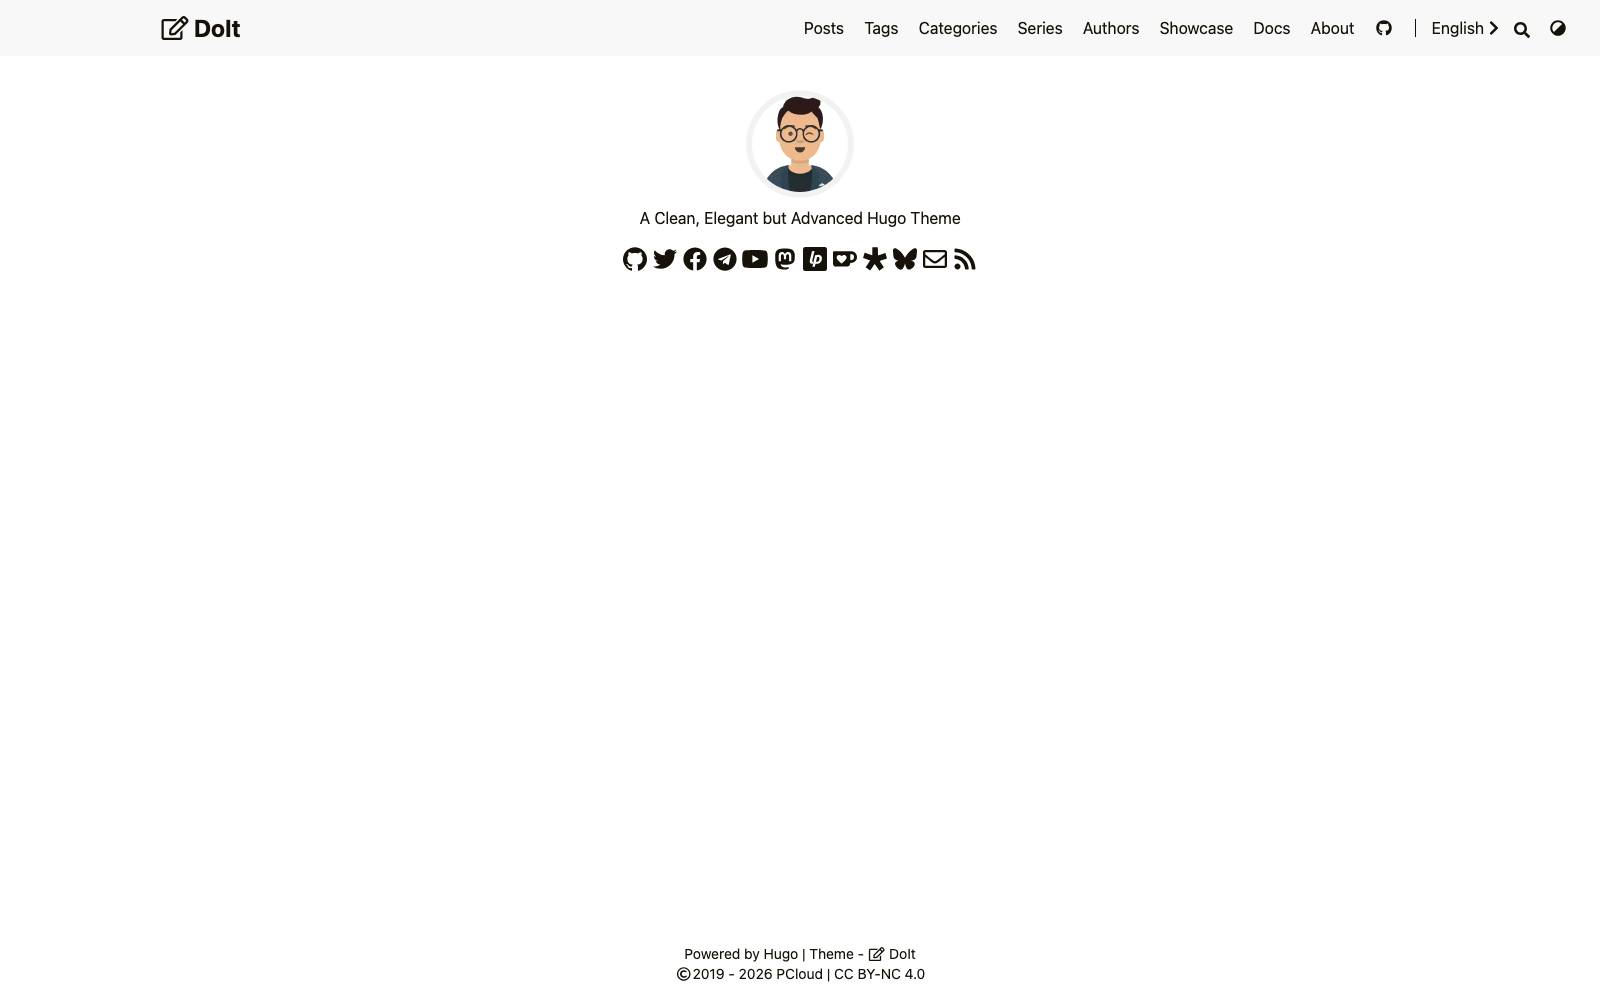 DoIt
Posts Tags Categories Series Authors Showcase Docs About | English
A Clean, Elegant but Advanced Hugo Theme
Powered by Hugo | Theme - DoIt
©2019 - 2026 PCloud | CC BY-NC 4.0